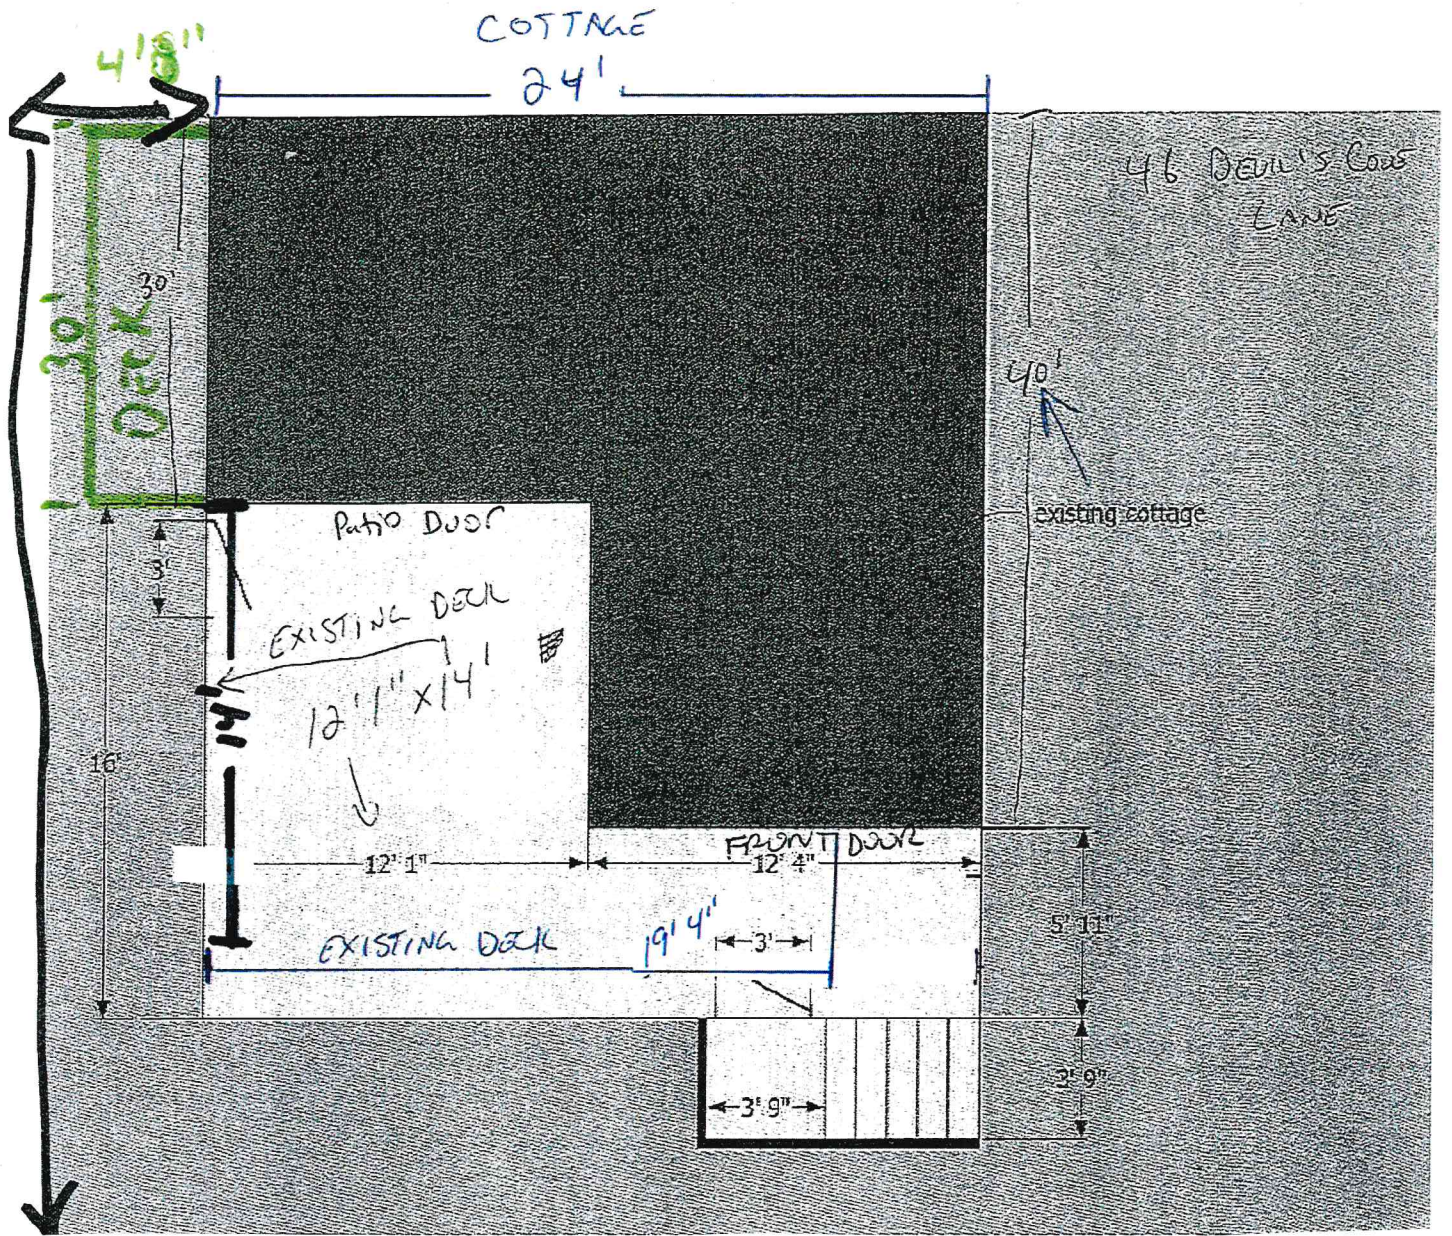 COTTAGE
4'8"
24'
46 DEVIL'S COVE
LANE
30'
30'
DECK
40'
existing cottage
Patio Door
3'
EXISTING DECK
12'1" x 14'
14'
16'
FRONT DOOR
12' 1"
12' 4"
5' 11"
EXISTING DECK
19' 4"
3'
3' 9"
3' 9"